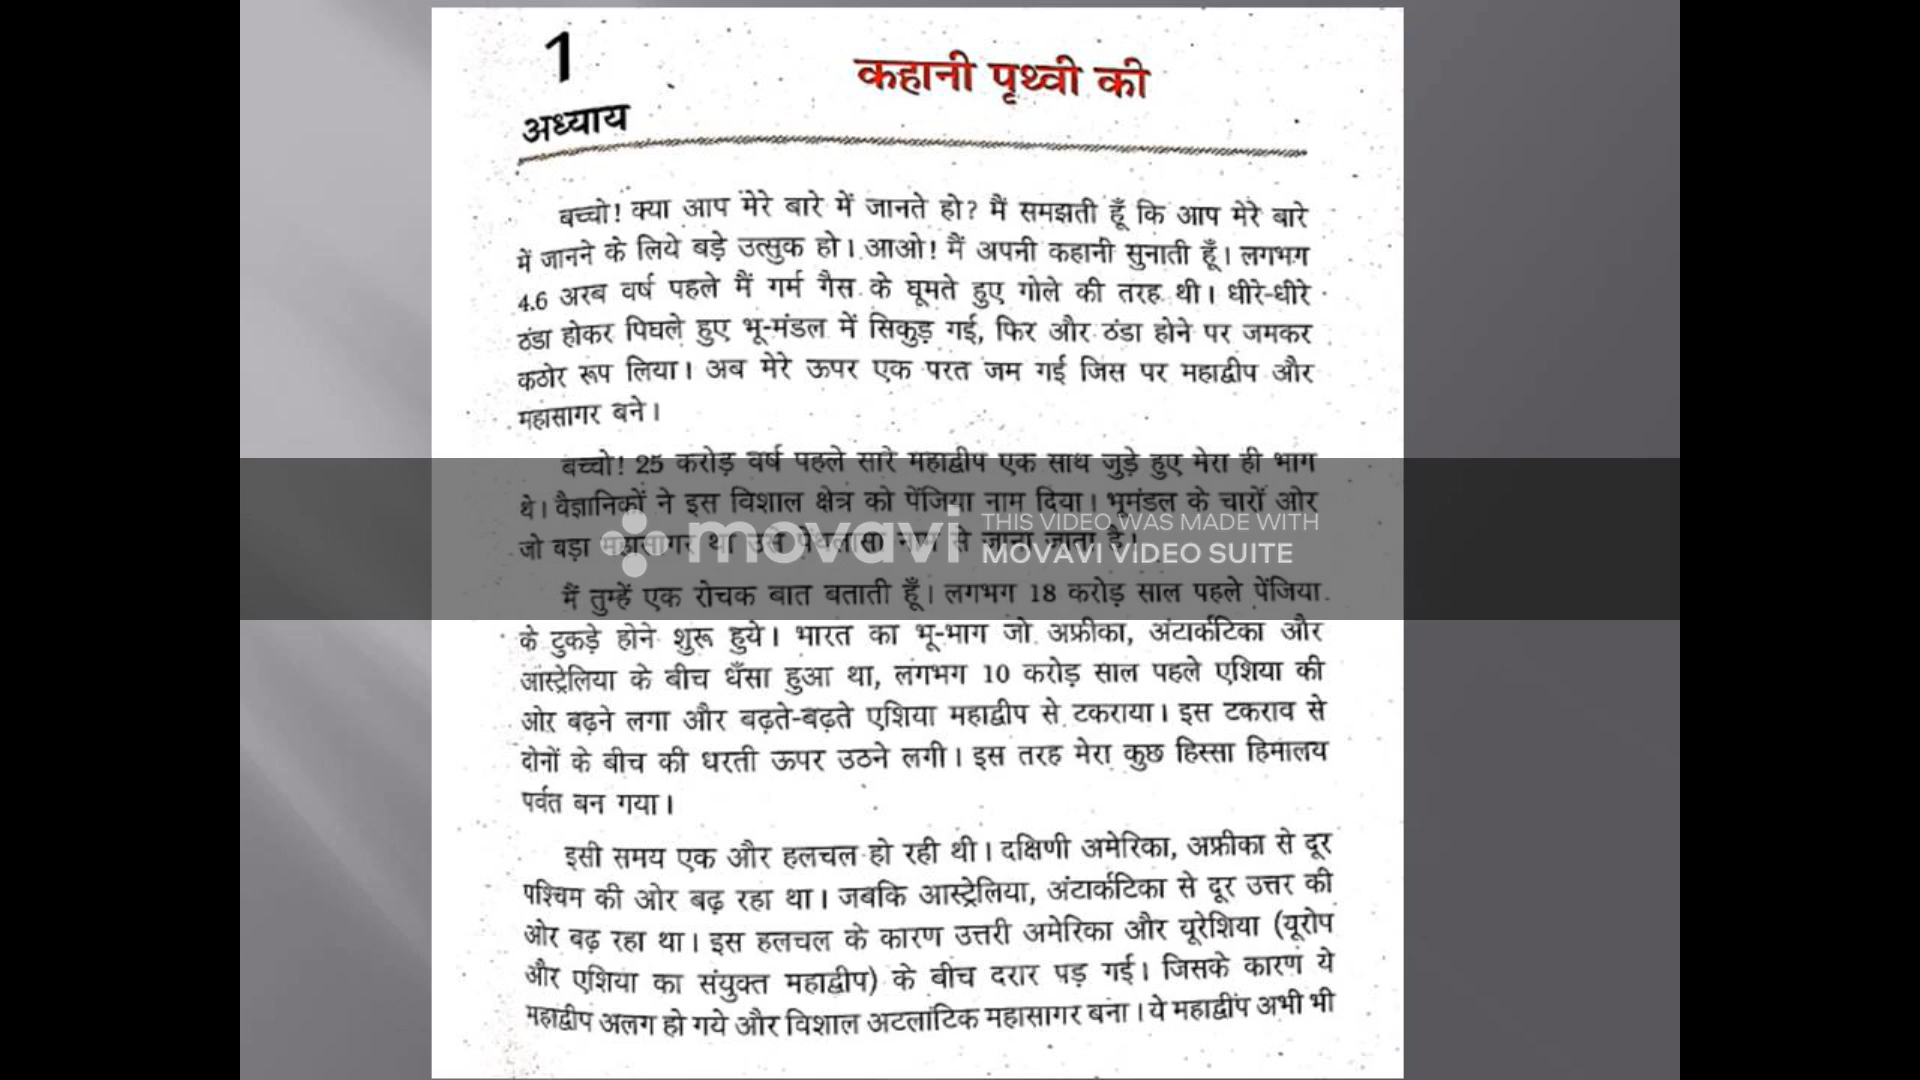 1
अध्याय
कहानी पृथ्वी की
बच्चो! क्या आप मेरे बारे में जानते हो? मैं समझती हूँ कि आप मेरे बारे
में जानने के लिये बड़े उत्सुक हो। आओ! मैं अपनी कहानी सुनाती हूँ। लगभग
4.6 अरब वर्ष पहले मैं गर्म गैस के घूमते हुए गोले की तरह थी। धीरे-धीरे
ठंडा होकर पिघले हुए भू-मंडल में सिकुड़ गई, फिर और ठंडा होने पर जमकर
कठोर रूप लिया। अब मेरे ऊपर एक परत जम गई जिस पर महाद्वीप और
महासागर बने।
बच्चो! 25 करोड़ वर्ष पहले सारे महाद्वीप एक साथ जुड़े हुए मेरा ही भाग
थे। वैज्ञानिकों ने इस विशाल क्षेत्र को पेंजिया नाम दिया। भूमंडल के चारों ओर
जो बड़ा महासागर था उसे पेंथलासा नाम से जाना जाता है।
movavi
THIS VIDEO WAS MADE WITH
MOVAVI VIDEO SUITE
मैं तुम्हें एक रोचक बात बताती हूँ। लगभग 18 करोड़ साल पहले पेंजिया
के टुकड़े होने शुरू हुये। भारत का भू-भाग जो अफ्रीका, अंटार्कटिका और
आस्ट्रेलिया के बीच धँसा हुआ था, लगभग 10 करोड़ साल पहले एशिया की
ओर बढ़ने लगा और बढ़ते-बढ़ते एशिया महाद्वीप से टकराया। इस टकराव से
दोनों के बीच की धरती ऊपर उठने लगी। इस तरह मेरा कुछ हिस्सा हिमालय
पर्वत बन गया।
इसी समय एक और हलचल हो रही थी। दक्षिणी अमेरिका, अफ्रीका से दूर
पश्चिम की ओर बढ़ रहा था। जबकि आस्ट्रेलिया, अंटार्कटिका से दूर उत्तर की
ओर बढ़ रहा था। इस हलचल के कारण उत्तरी अमेरिका और यूरेशिया (यूरोप
और एशिया का संयुक्त महाद्वीप) के बीच दरार पड़ गई। जिसके कारण ये
महाद्वीप अलग हो गये और विशाल अटलांटिक महासागर बना। ये महाद्वीप अभी भी